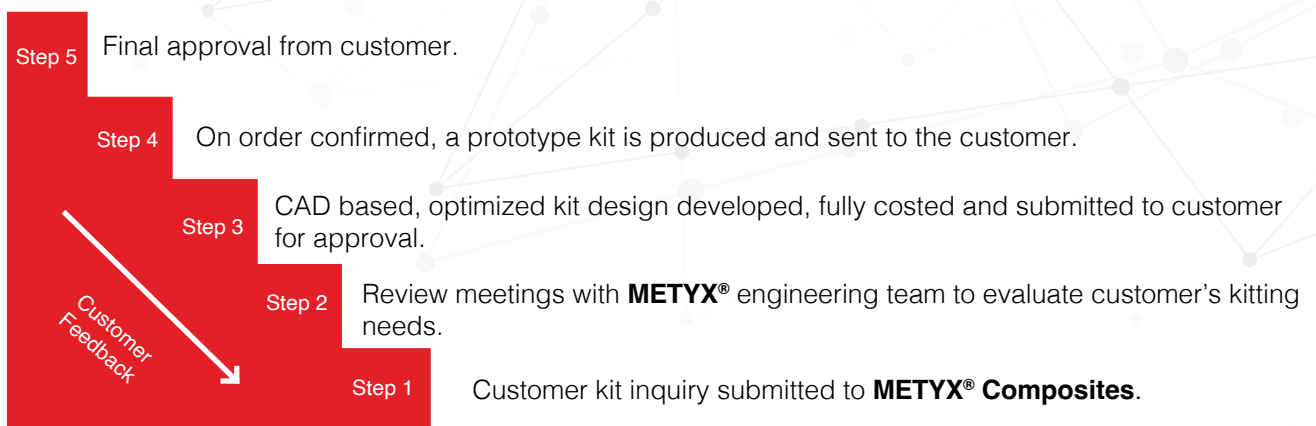 Step 5
Final approval from customer.
Step 4
On order confirmed, a prototype kit is produced and sent to the customer.
Step 3
CAD based, optimized kit design developed, fully costed and submitted to customer
for approval.
Step 2
Review meetings with METYX® engineering team to evaluate customer’s kitting
needs.
Customer
Feedback
Step 1
Customer kit inquiry submitted to METYX® Composites.